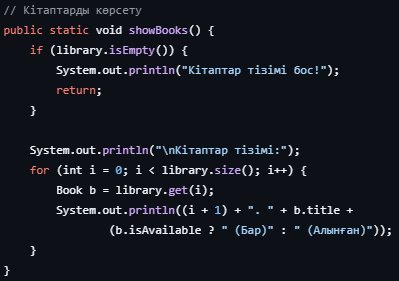 // Кітаптарды көрсету
public static void showBooks() {
    if (library.isEmpty()) {
        System.out.println("Кітаптар тізімі бос!");
        return;
    }

    System.out.println("\nКітаптар тізімі:");
    for (int i = 0; i < library.size(); i++) {
        Book b = library.get(i);
        System.out.println((i + 1) + ". " + b.title +
                (b.isAvailable ? " (Бар)" : " (Алынған)"));
    }
}